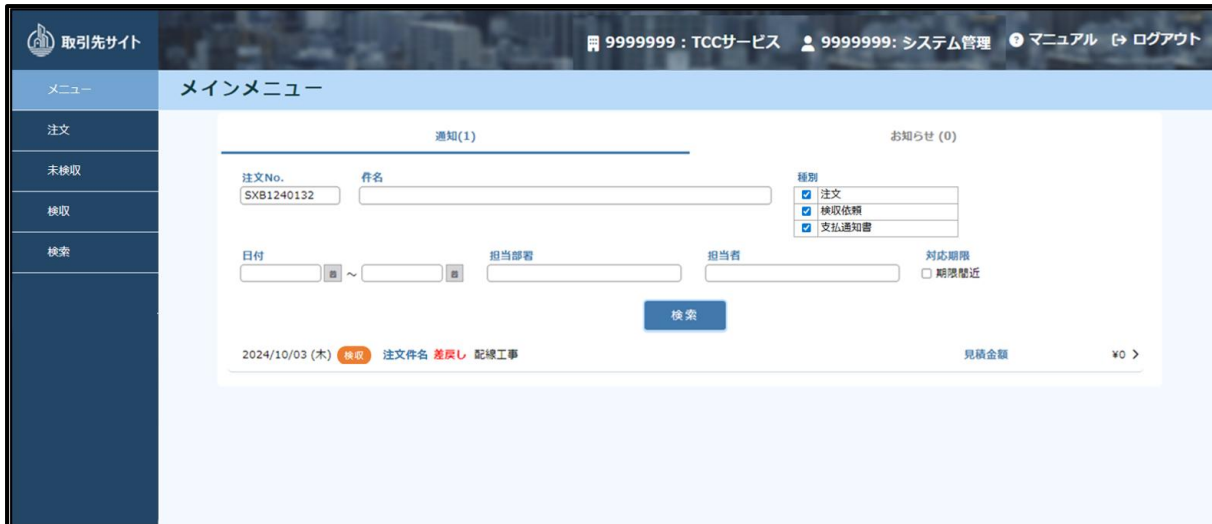 取引先サイト
9999999：TCCサービス 9999999: システム管理 マニュアル ログアウト
メニュー
メインメニュー
注文
未検収
検収
検索
通知(1) お知らせ (0)
注文No. 件名 種別
SXB1240132
注文
検収依頼
支払通知書
日付 担当部署 担当者 対応期限
～ 期限間近
検索
2024/10/03 (木) 検収 注文件名 差戻し 配線工事 見積金額 ¥0